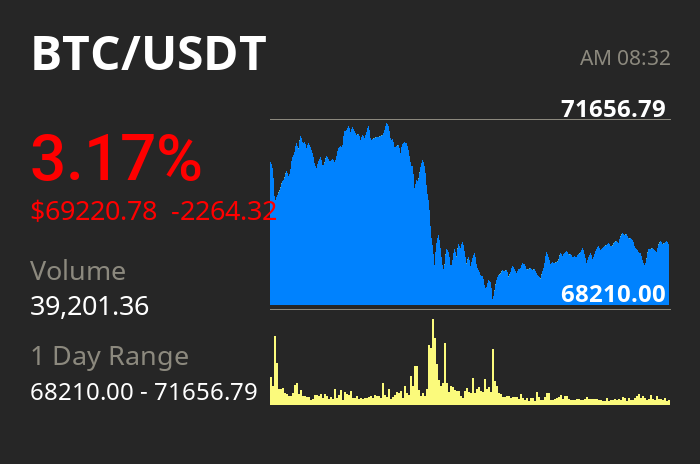 BTC/USDT
AM 08:32
71656.79
3.17%
$69220.78 -2264.32
Volume
39,201.36
68210.00
1 Day Range
68210.00 - 71656.79